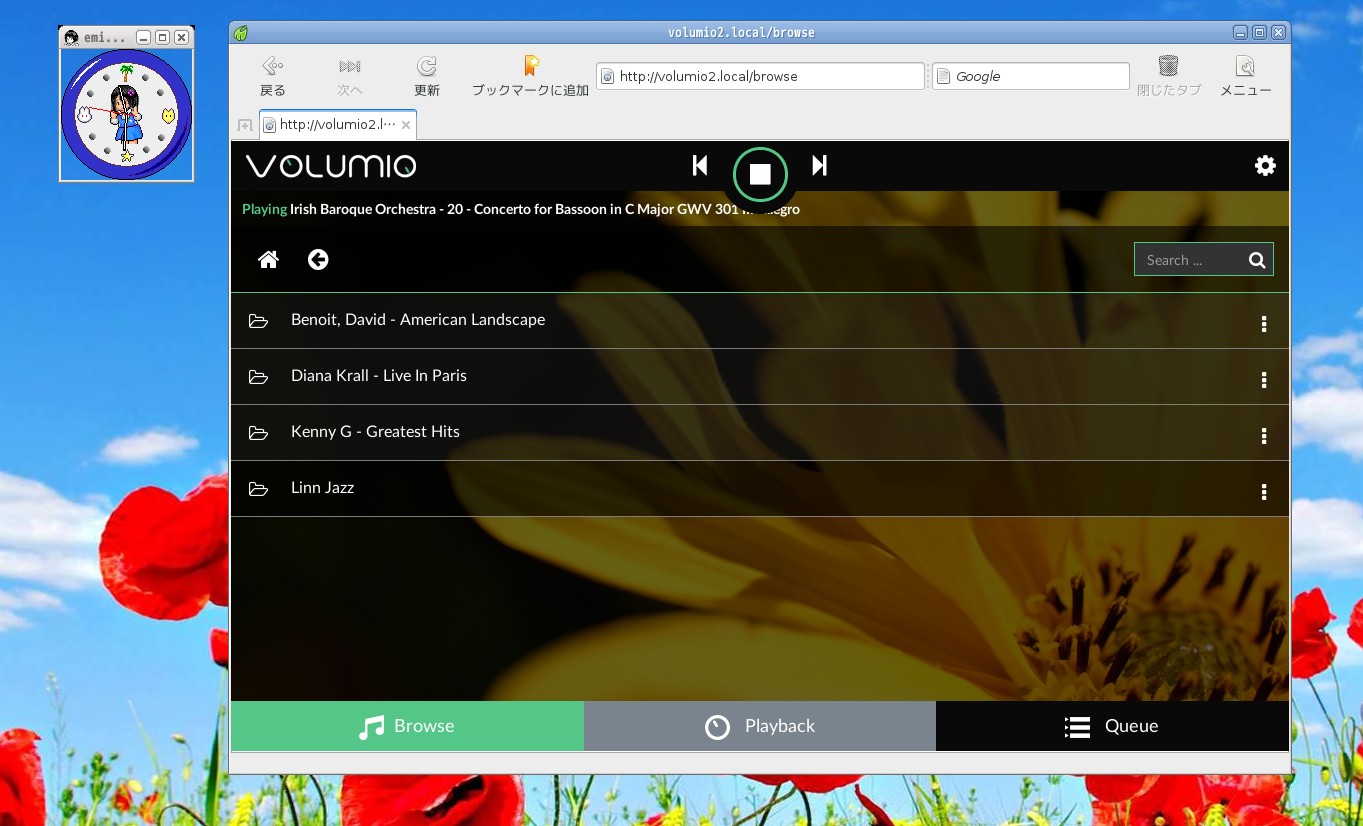 emi...
volumio2.local/browse
戻る
次へ
更新
ブックマークに追加
http://volumio2.local/browse
Google
閉じたタブ
メニュー
http://volumio2.l…
VOLUMIO
Playing Irish Baroque Orchestra - 20 - Concerto for Bassoon in C Major GWV 301
Search ...
Benoit, David - American Landscape
Diana Krall - Live In Paris
Kenny G - Greatest Hits
Linn Jazz
Browse
Playback
Queue